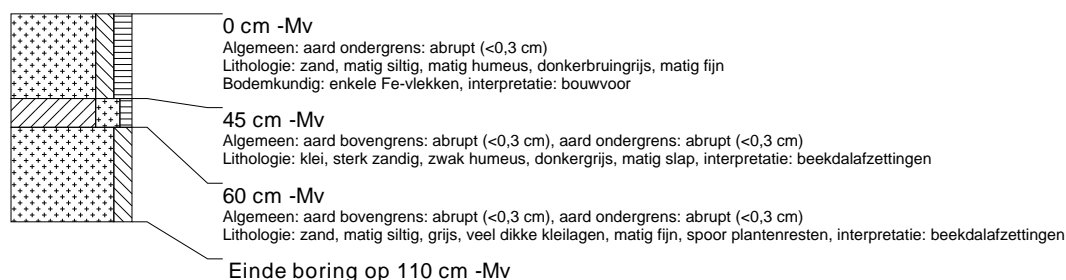 0 cm -Mv
Algemeen: aard ondergrens: abrupt (<0,3 cm)
Lithologie: zand, matig siltig, matig humeus, donkerbruingrijs, matig fijn
Bodemkundig: enkele Fe-vlekken, interpretatie: bouwvoor
45 cm -Mv
Algemeen: aard bovengrens: abrupt (<0,3 cm), aard ondergrens: abrupt (<0,3 cm)
Lithologie: klei, sterk zandig, zwak humeus, donkergrijs, matig slap, interpretatie: beekdalafzettingen
60 cm -Mv
Algemeen: aard bovengrens: abrupt (<0,3 cm), aard ondergrens: abrupt (<0,3 cm)
Lithologie: zand, matig siltig, grijs, veel dikke kleilagen, matig fijn, spoor plantenresten, interpretatie: beekdalafzettingen
Einde boring op 110 cm -Mv